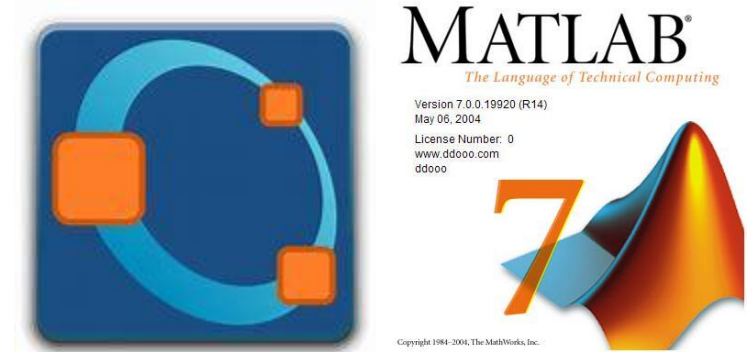 MATLAB®
The Language of Technical Computing
Version 7.0.0.19920 (R14)
May 06, 2004
License Number: 0
www.ddooo.com
ddooo
7
Copyright 1984-2004, The MathWorks, Inc.